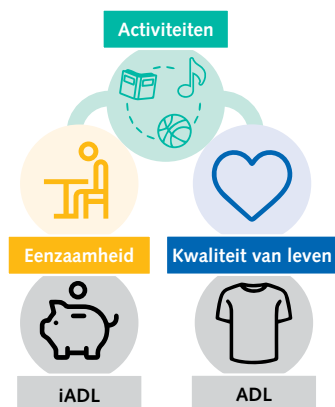 Activiteiten
Eenzaamheid
Kwaliteit van leven
iADL
ADL